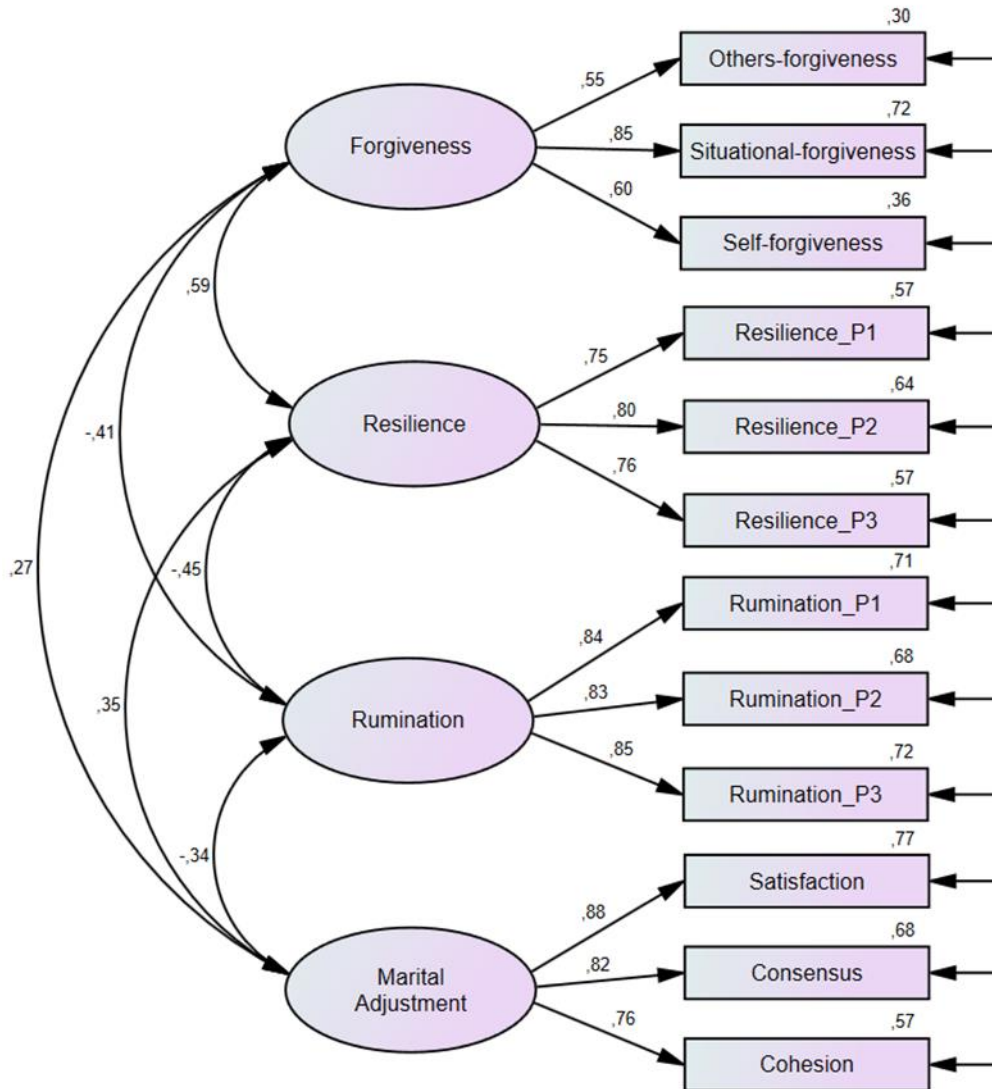 ,30
Others-forgiveness
,55
Forgiveness
,85
,72
Situational-forgiveness
,60
,36
Self-forgiveness
,59
,57
Resilience_P1
,75
Resilience
,80
,64
Resilience_P2
-,41
,76
,57
Resilience_P3
,27
-,45
,71
Rumination_P1
,84
Rumination
,83
,68
Rumination_P2
,35
,85
,72
Rumination_P3
-,34
,77
Satisfaction
,88
Marital
Adjustment
,82
,68
Consensus
,76
,57
Cohesion